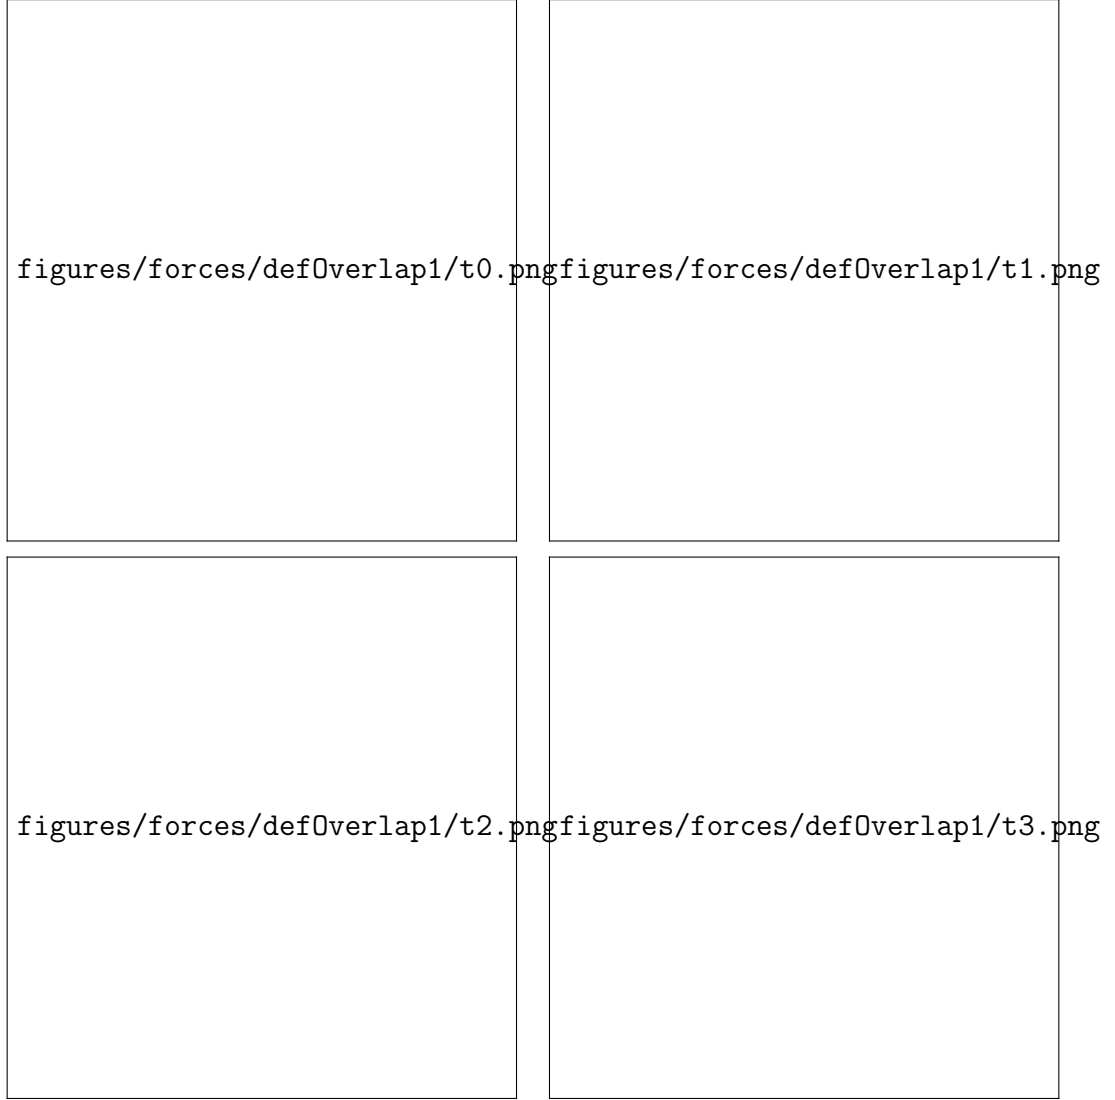 figures/forces/defOverlap1/t0.png
figures/forces/defOverlap1/t1.png
figures/forces/defOverlap1/t2.png
figures/forces/defOverlap1/t3.png